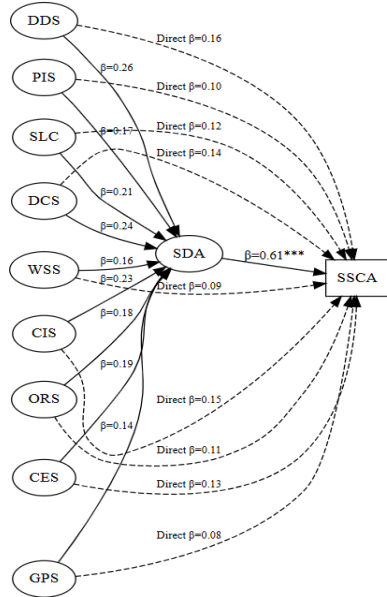 DDS
Direct β=0.16
PIS
β=0.26
Direct β=0.10
SLC
β=0.17
Direct β=0.12
Direct β=0.14
DCS
β=0.21
β=0.24
SDA
β=0.61***
WSS
β=0.16
SSCA
β=0.23
Direct β=0.09
CIS
β=0.18
ORS
β=0.19
Direct β=0.15
β=0.14
Direct β=0.11
CES
Direct β=0.13
Direct β=0.08
GPS